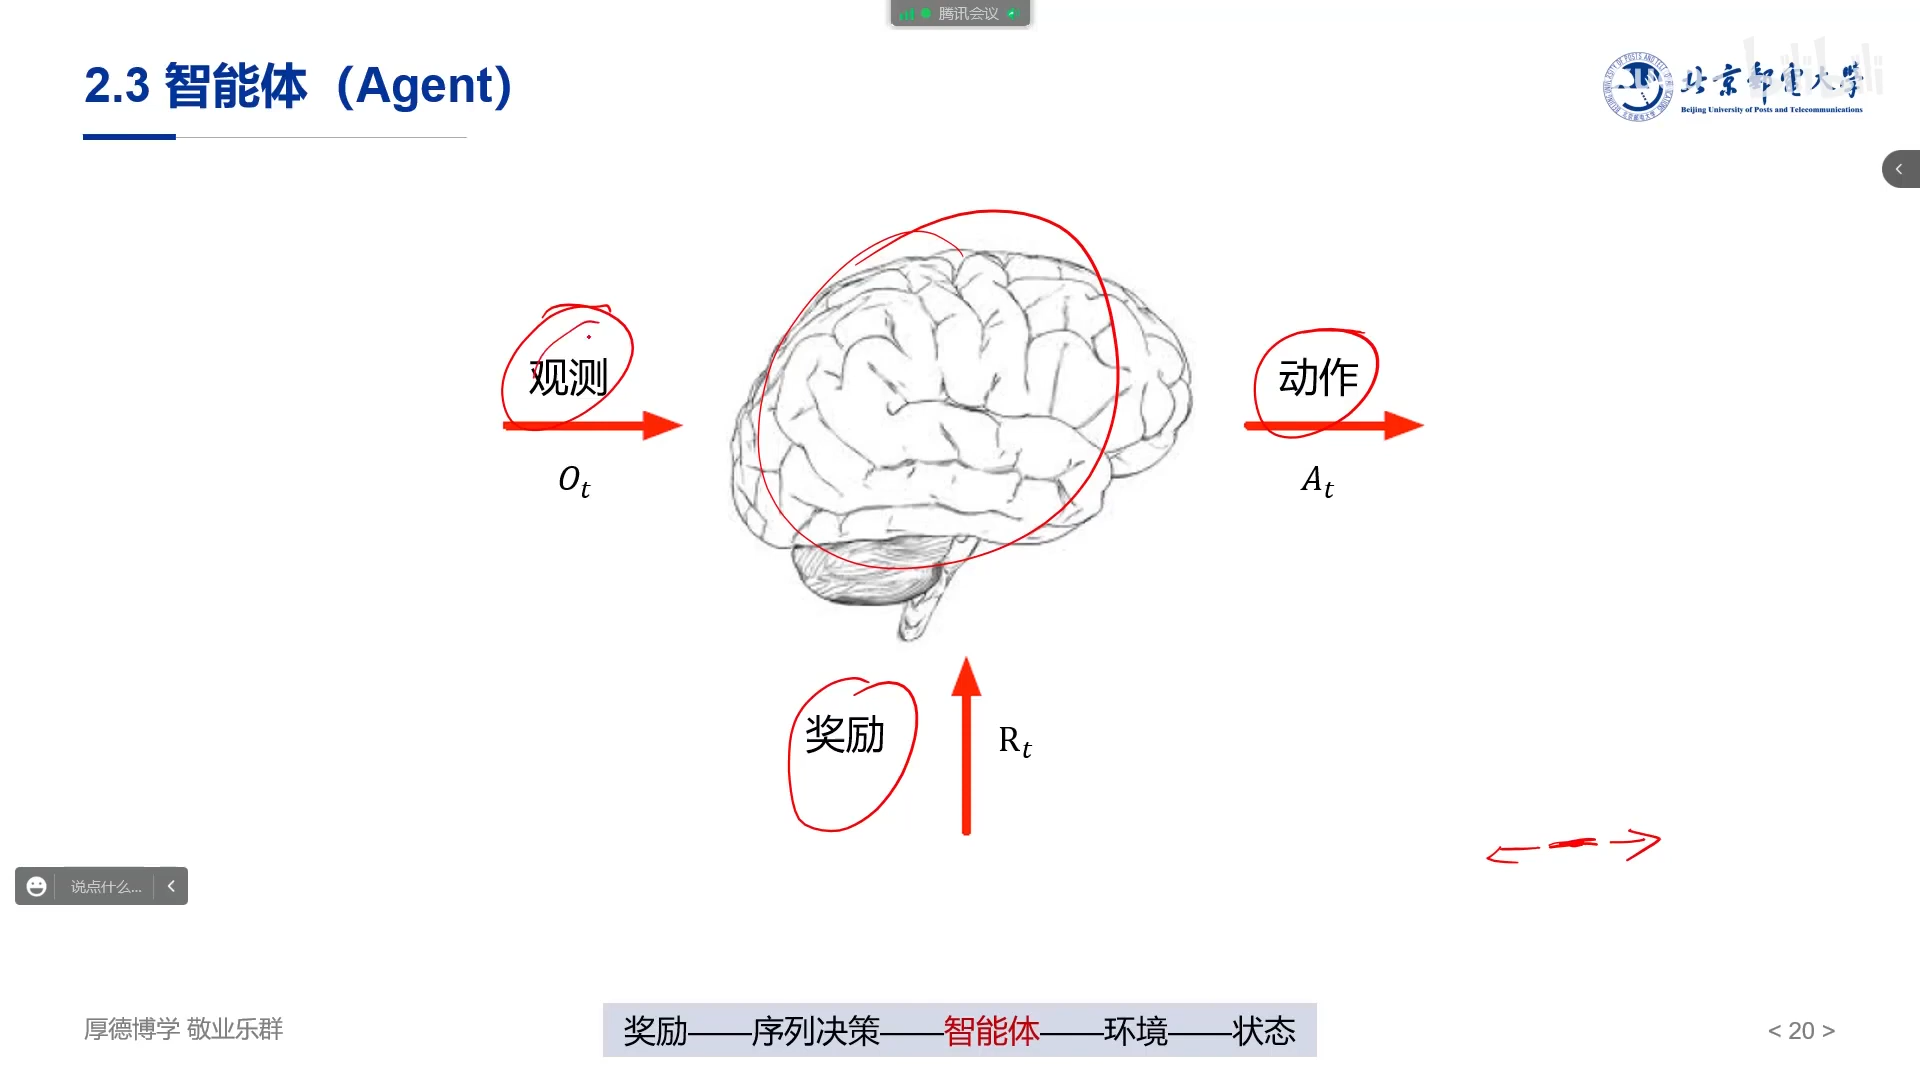 腾讯会议
2.3 智能体（Agent）
北京邮电大学
Beijing University of Posts and Telecommunications
观测
动作
O_t
A_t
奖励
R_t
说点什么...
厚德博学 敬业乐群
奖励——序列决策——智能体——环境——状态
< 20 >